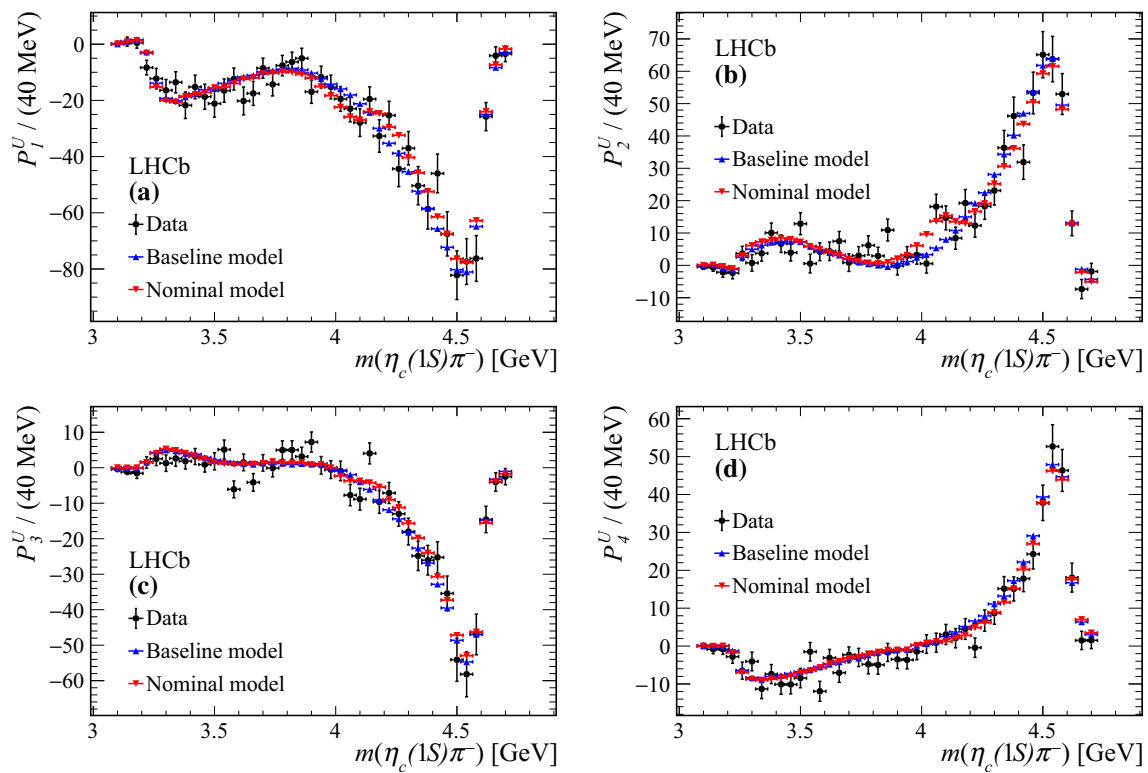 P₁ᵁ / (40 MeV)
0
−20
−40
−60
−80
LHCb
(a)
Data
Baseline model
Nominal model
3 3.5 4 4.5
m(η_c(1S)π⁻) [GeV]
P₂ᵁ / (40 MeV)
70
60
50
40
30
20
10
0
−10
LHCb
(b)
Data
Baseline model
Nominal model
3 3.5 4 4.5
m(η_c(1S)π⁻) [GeV]
P₃ᵁ / (40 MeV)
10
0
−10
−20
−30
−40
−50
−60
LHCb
(c)
Data
Baseline model
Nominal model
3 3.5 4 4.5
m(η_c(1S)π⁻) [GeV]
P₄ᵁ / (40 MeV)
60
50
40
30
20
10
0
−10
LHCb
(d)
Data
Baseline model
Nominal model
3 3.5 4 4.5
m(η_c(1S)π⁻) [GeV]